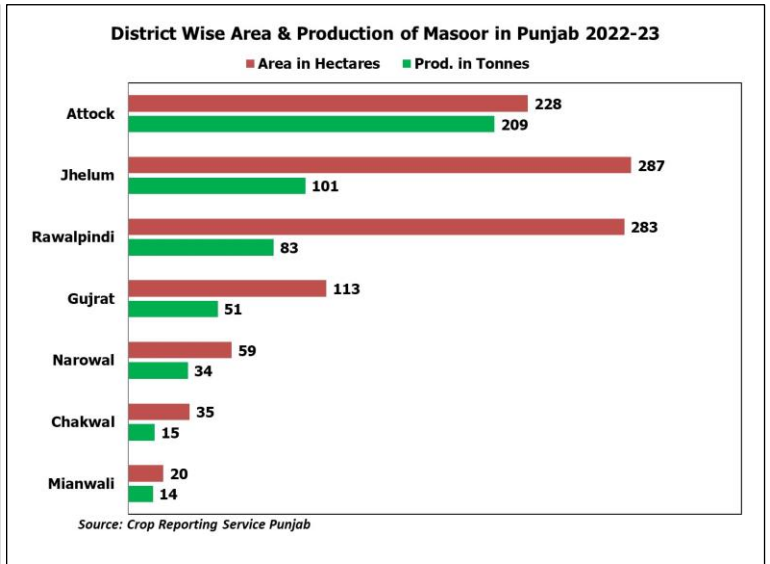 District Wise Area & Production of Masoor in Punjab 2022-23
Area in Hectares Prod. in Tonnes
Attock 228
209
Jhelum 287
101
Rawalpindi 283
83
Gujrat 113
51
Narowal 59
34
Chakwal 35
15
Mianwali 20
14
Source: Crop Reporting Service Punjab